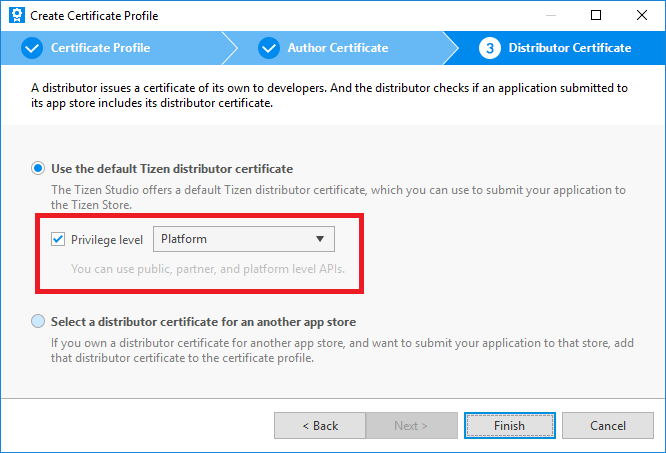 Create Certificate Profile
Certificate Profile
Author Certificate
3 Distributor Certificate
A distributor issues a certificate of its own to developers. And the distributor checks if an application submitted to
its app store includes its distributor certificate.
Use the default Tizen distributor certificate
The Tizen Studio offers a default Tizen distributor certificate, which you can use to submit your application to
the Tizen Store.
Privilege level Platform
You can use public, partner, and platform level APIs.
Select a distributor certificate for an another app store
If you own a distributor certificate for another app store, and want to submit your application to that store, add
that distributor certificate to the certificate profile.
< Back Next > Finish Cancel